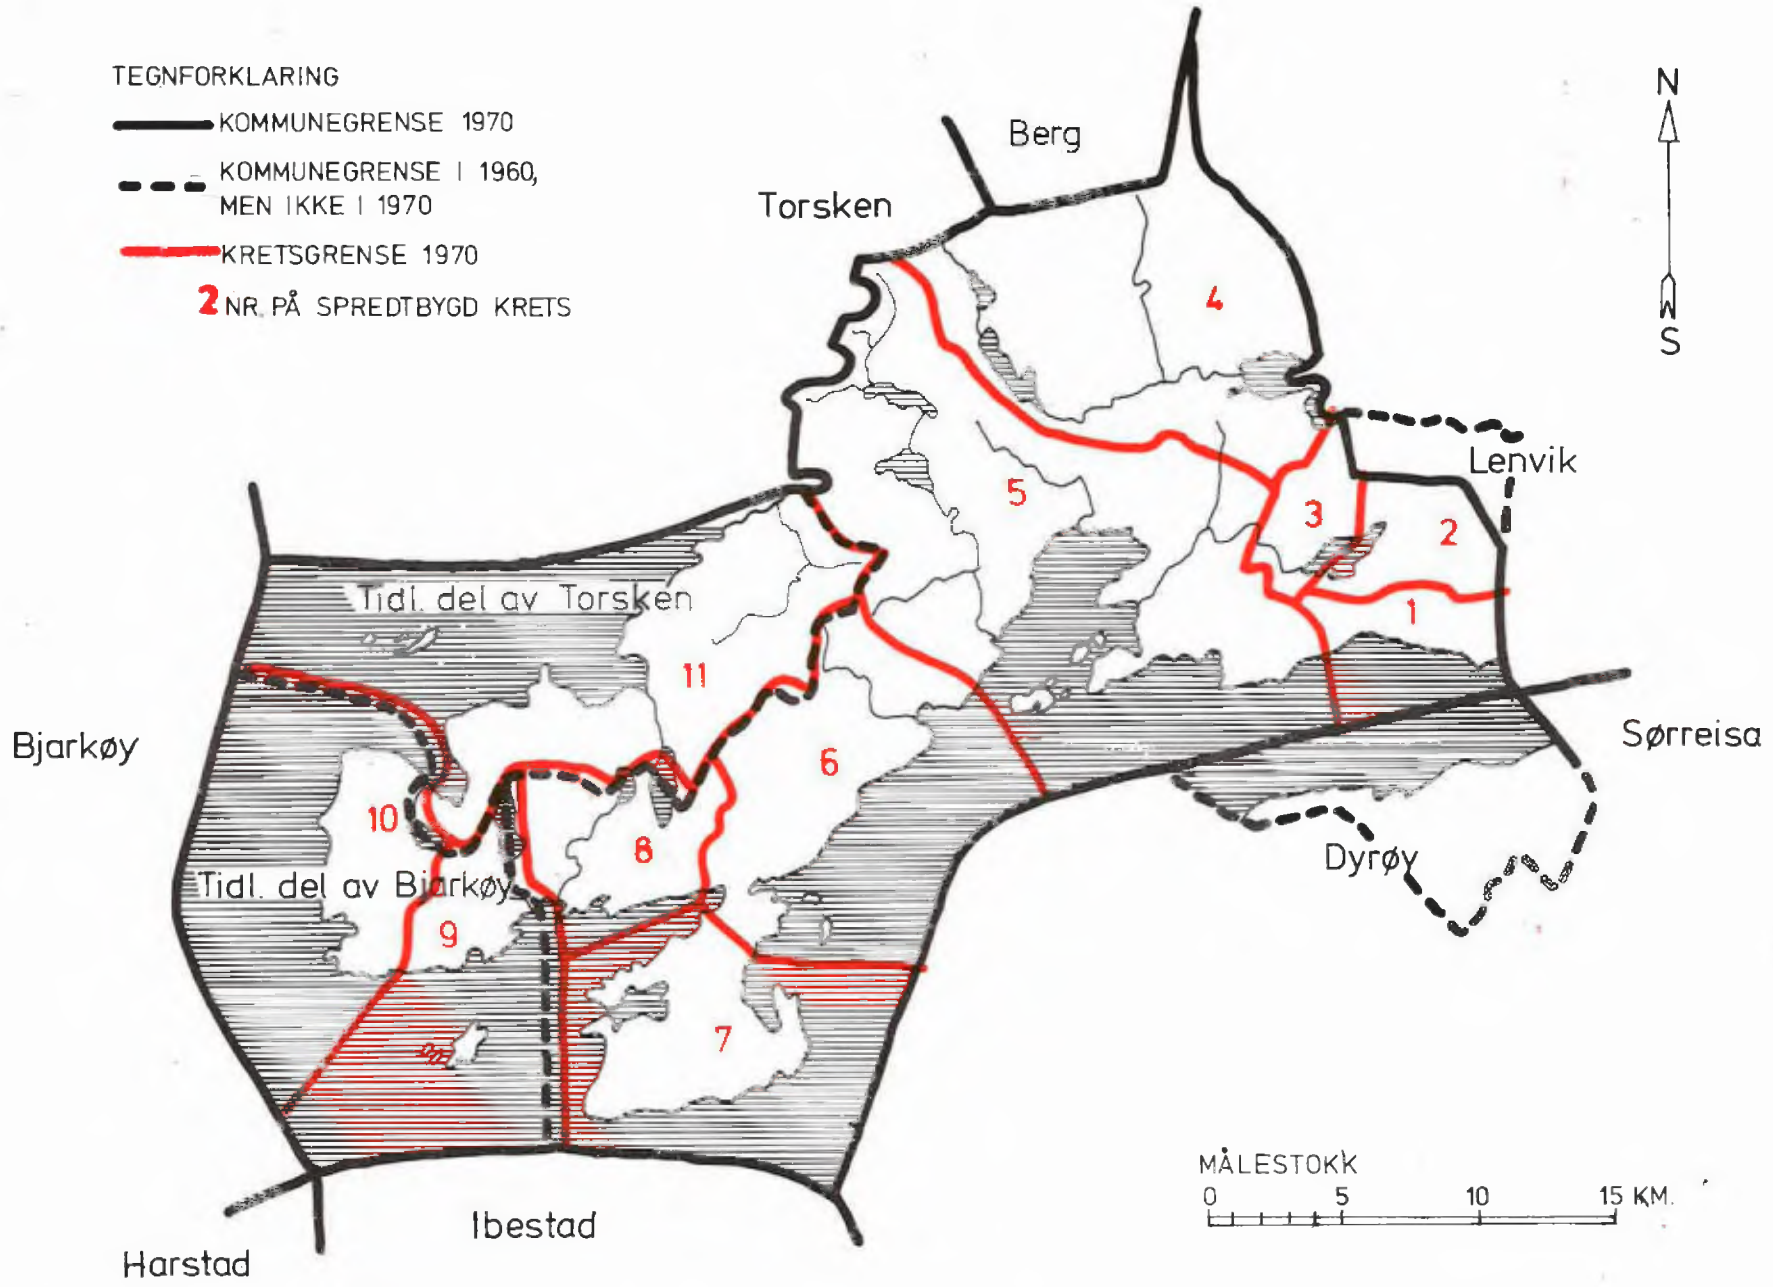 TEGNFORKLARING
KOMMUNEGRENSE 1970
KOMMUNEGRENSE I 1960,
MEN IKKE I 1970
KRETSGRENSE 1970
2 NR. PÅ SPREDTBYGD KRETS
N
S
Berg
Torsken
4
Lenvik
5
3
2
1
Tidl. del av Torsken
11
Bjarkøy
6
Sørreisa
10
8
Dyrøy
Tidl. del av Bjarkøy
9
7
MÅLESTOKK
0 5 10 15 KM.
Ibestad
Harstad